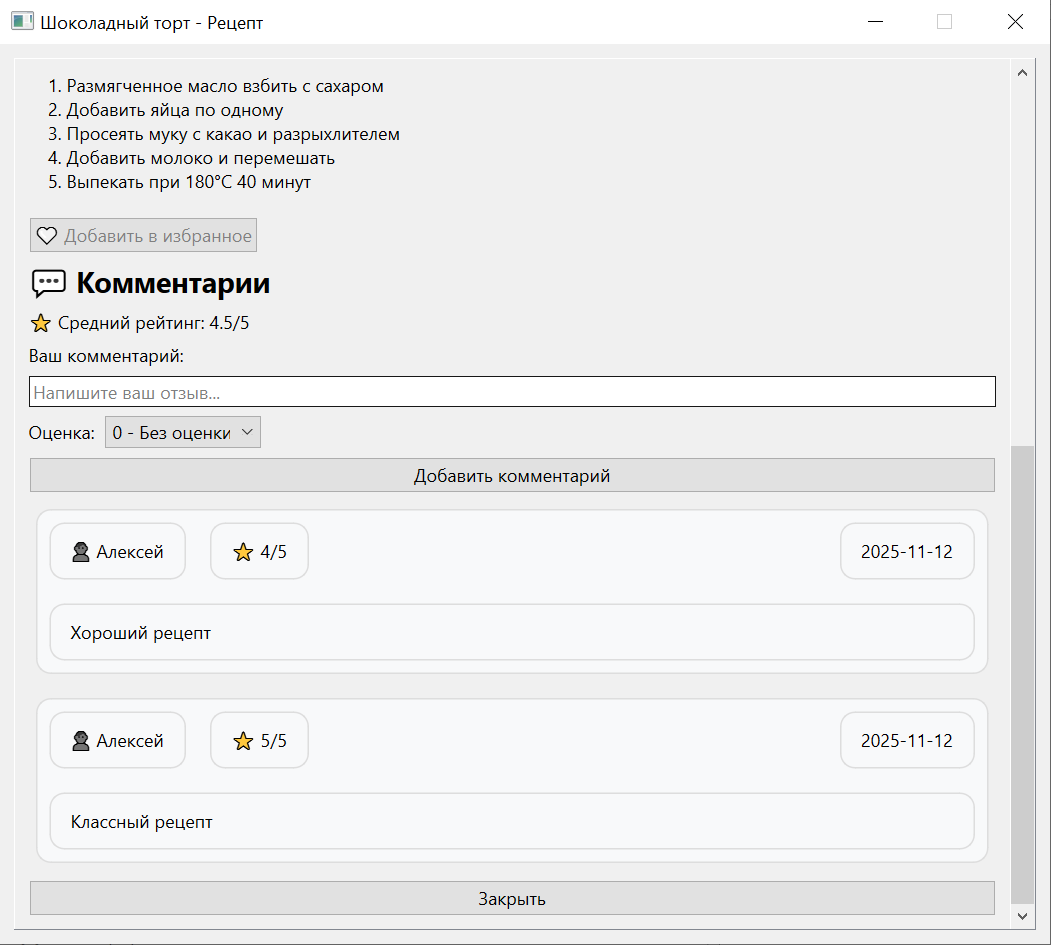 Шоколадный торт - Рецепт
1. Размягченное масло взбить с сахаром
2. Добавить яйца по одному
3. Просеять муку с какао и разрыхлителем
4. Добавить молоко и перемешать
5. Выпекать при 180°C 40 минут
Добавить в избранное
Комментарии
Средний рейтинг: 4.5/5
Ваш комментарий:
Напишите ваш отзыв...
Оценка: 0 - Без оценки
Добавить комментарий
Алексей 4/5 2025-11-12
Хороший рецепт
Алексей 5/5 2025-11-12
Классный рецепт
Закрыть